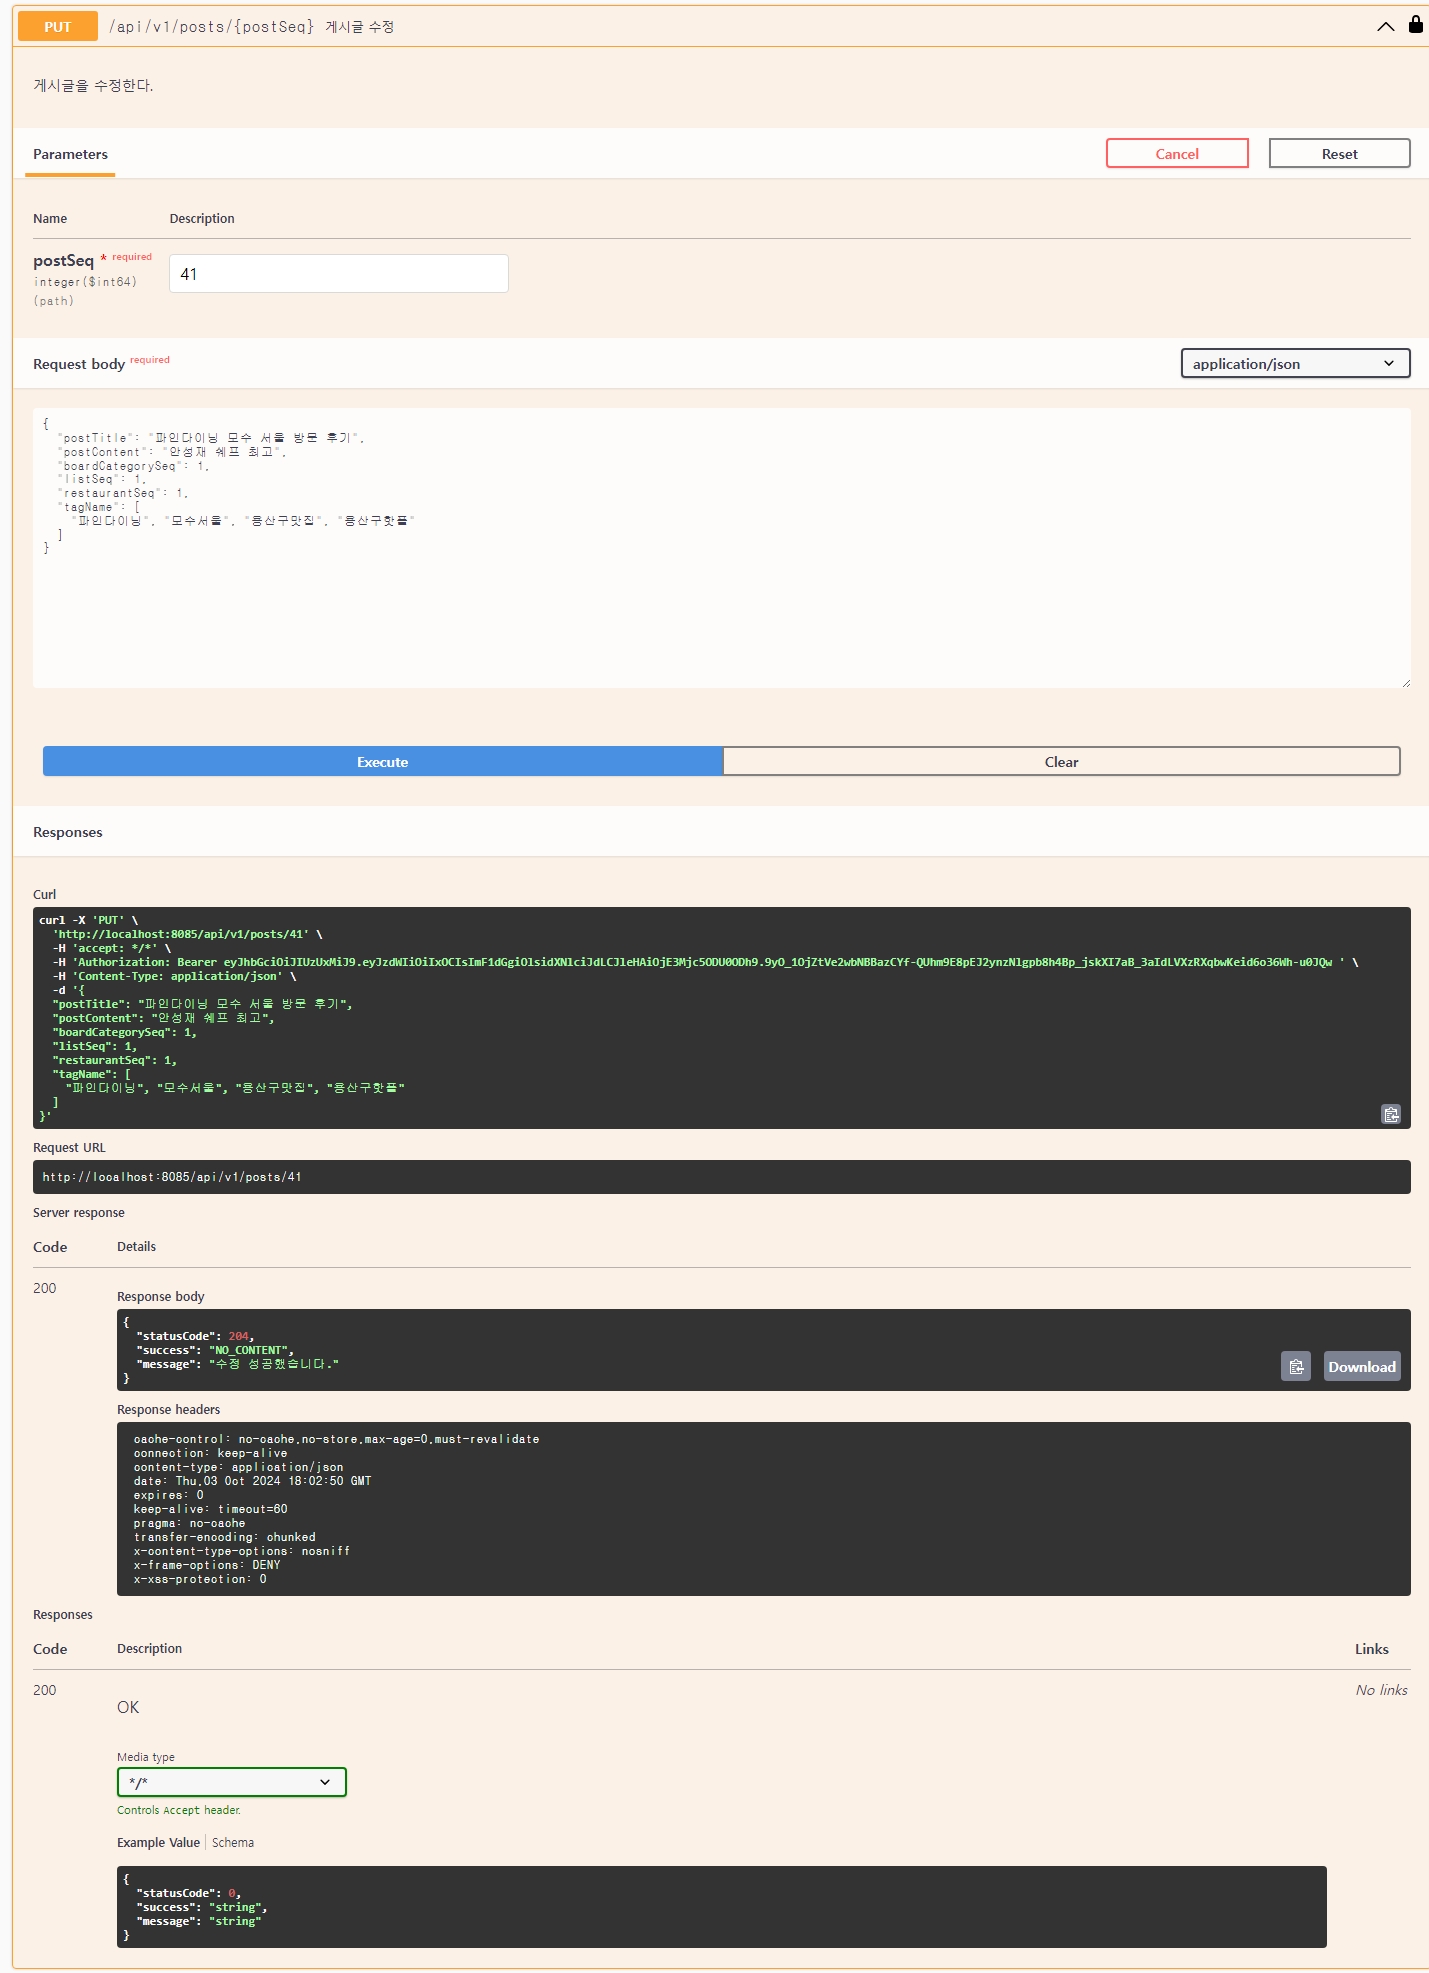 PUT /api/v1/posts/{postSeq} 게시글 수정
게시글을 수정한다.
Parameters
Cancel
Reset
Name Description
postSeq * required
integer($int64)
(path)
41
Request body required
application/json
{
"postTitle": "파인다이닝 모수 서울 방문 후기",
"postContent": "안성재 쉐프 최고",
"boardCategorySeq": 1,
"listSeq": 1,
"restaurantSeq": 1,
"tagName": [
"파인다이닝", "모수서울", "용산구맛집", "용산구핫플"
]
}
Execute
Clear
Responses
Curl
curl -X 'PUT' \
'http://localhost:8085/api/v1/posts/41' \
-H 'accept: */*' \
-H 'Authorization: Bearer eyJhbGciOiJIUzUxMiJ9.eyJzdWIiOiIxOCIsImF1dGgiOlsidXNlciJdLCJleHAiOjE3Mjc5ODU0ODh9.9yO_1OjZtVe2wbNBBazCYf-QUhm9E8pEJ2ynzNlgpb8h4Bp_jskXI7aB_3aIdLVXzRXqbwKeid6o36Wh-u0JQw ' \
-H 'Content-Type: application/json' \
-d '{
"postTitle": "파인다이닝 모수 서울 방문 후기",
"postContent": "안성재 쉐프 최고",
"boardCategorySeq": 1,
"listSeq": 1,
"restaurantSeq": 1,
"tagName": [
"파인다이닝", "모수서울", "용산구맛집", "용산구핫플"
]
}'
Request URL
http://localhost:8085/api/v1/posts/41
Server response
Code Details
200
Response body
{
"statusCode": 204,
"success": "NO_CONTENT",
"message": "수정 성공했습니다."
}
Download
Response headers
cache-control: no-cache,no-store,max-age=0,must-revalidate
connection: keep-alive
content-type: application/json
date: Thu,03 Oct 2024 18:02:50 GMT
expires: 0
keep-alive: timeout=60
pragma: no-cache
transfer-encoding: chunked
x-content-type-options: nosniff
x-frame-options: DENY
x-xss-protection: 0
Responses
Code Description Links
200
OK
No links
Media type
*/*
Controls Accept header.
Example Value Schema
{
"statusCode": 0,
"success": "string",
"message": "string"
}